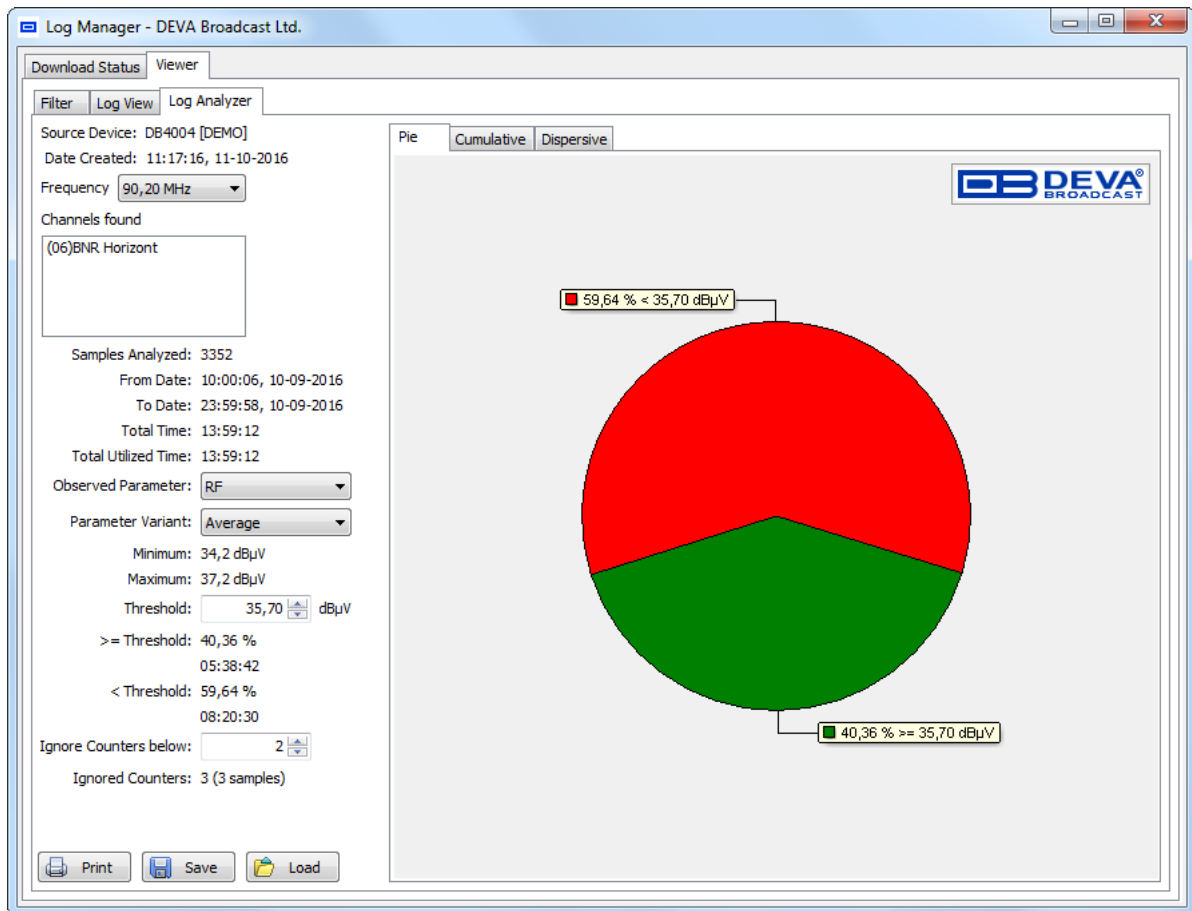 Log Manager - DEVA Broadcast Ltd.
Download Status Viewer
Filter Log View Log Analyzer
Source Device: DB4004 [DEMO]
Date Created: 11:17:16, 11-10-2016
Frequency 90,20 MHz
Channels found
(06)BNR Horizont
Samples Analyzed: 3352
From Date: 10:00:06, 10-09-2016
To Date: 23:59:58, 10-09-2016
Total Time: 13:59:12
Total Utilized Time: 13:59:12
Observed Parameter: RF
Parameter Variant: Average
Minimum: 34,2 dBµV
Maximum: 37,2 dBµV
Threshold: 35,70 dBµV
>= Threshold: 40,36 %
05:38:42
< Threshold: 59,64 %
08:20:30
Ignore Counters below: 2
Ignored Counters: 3 (3 samples)
Print Save Load
Pie Cumulative Dispersive
DB DEVA®
BROADCAST
59,64 % < 35,70 dBµV
40,36 % >= 35,70 dBµV